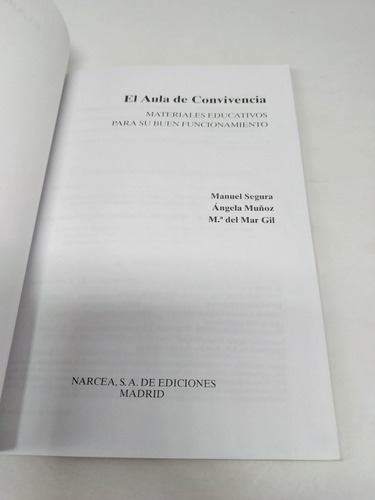 El Aula de Convivencia
MATERIALES EDUCATIVOS
PARA SU BUEN FUNCIONAMIENTO
Manuel Segura
Ángela Muñoz
M.ª del Mar Gil
NARCEA, S. A. DE EDICIONES
MADRID